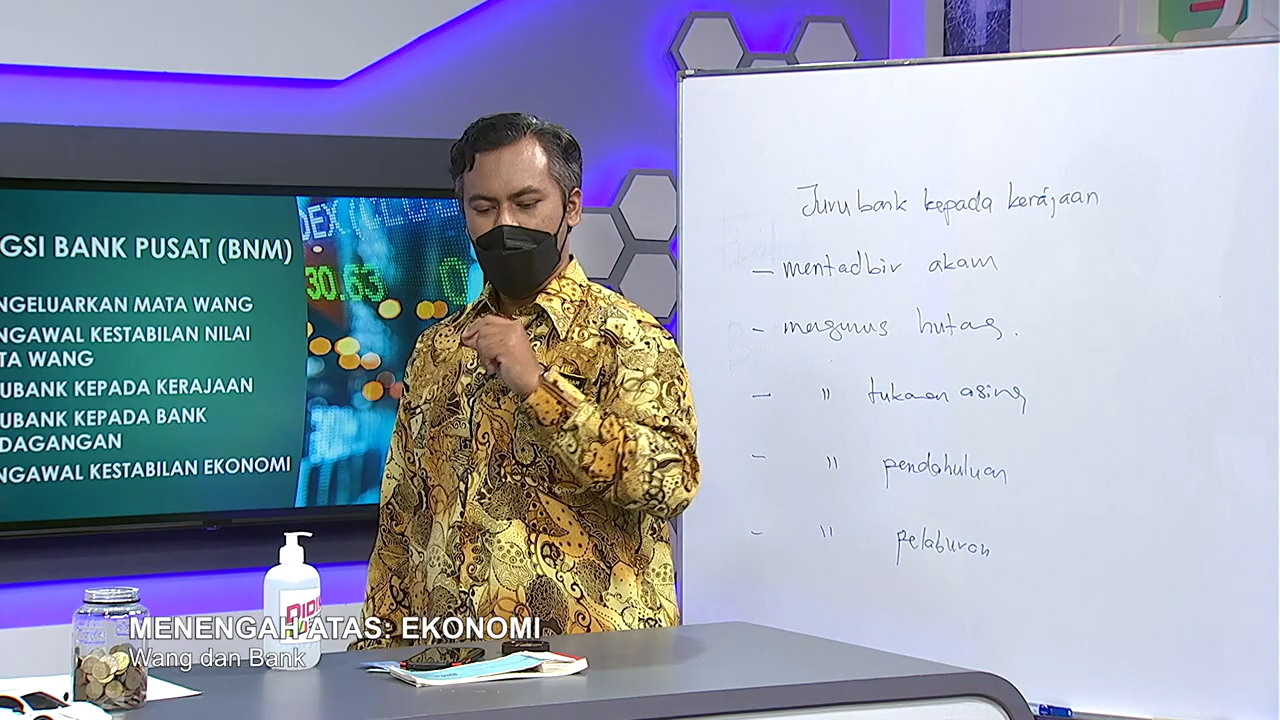 GSI BANK PUSAT (BNM)
NGELUARKAN MATA WANG
NGAWAL KESTABILAN NILAI
TA WANG
UBANK KEPADA KERAJAAN
UBANK KEPADA BANK
DAGANGAN
NGAWAL KESTABILAN EKONOMI
30.63
Jurubank kepada kerajaan
- mentadbir akaun
- mengurus hutang.
- " tukaran asing
- " pendahuluan
- " pelaburan
MENENGAH ATAS: EKONOMI
Wang dan Bank